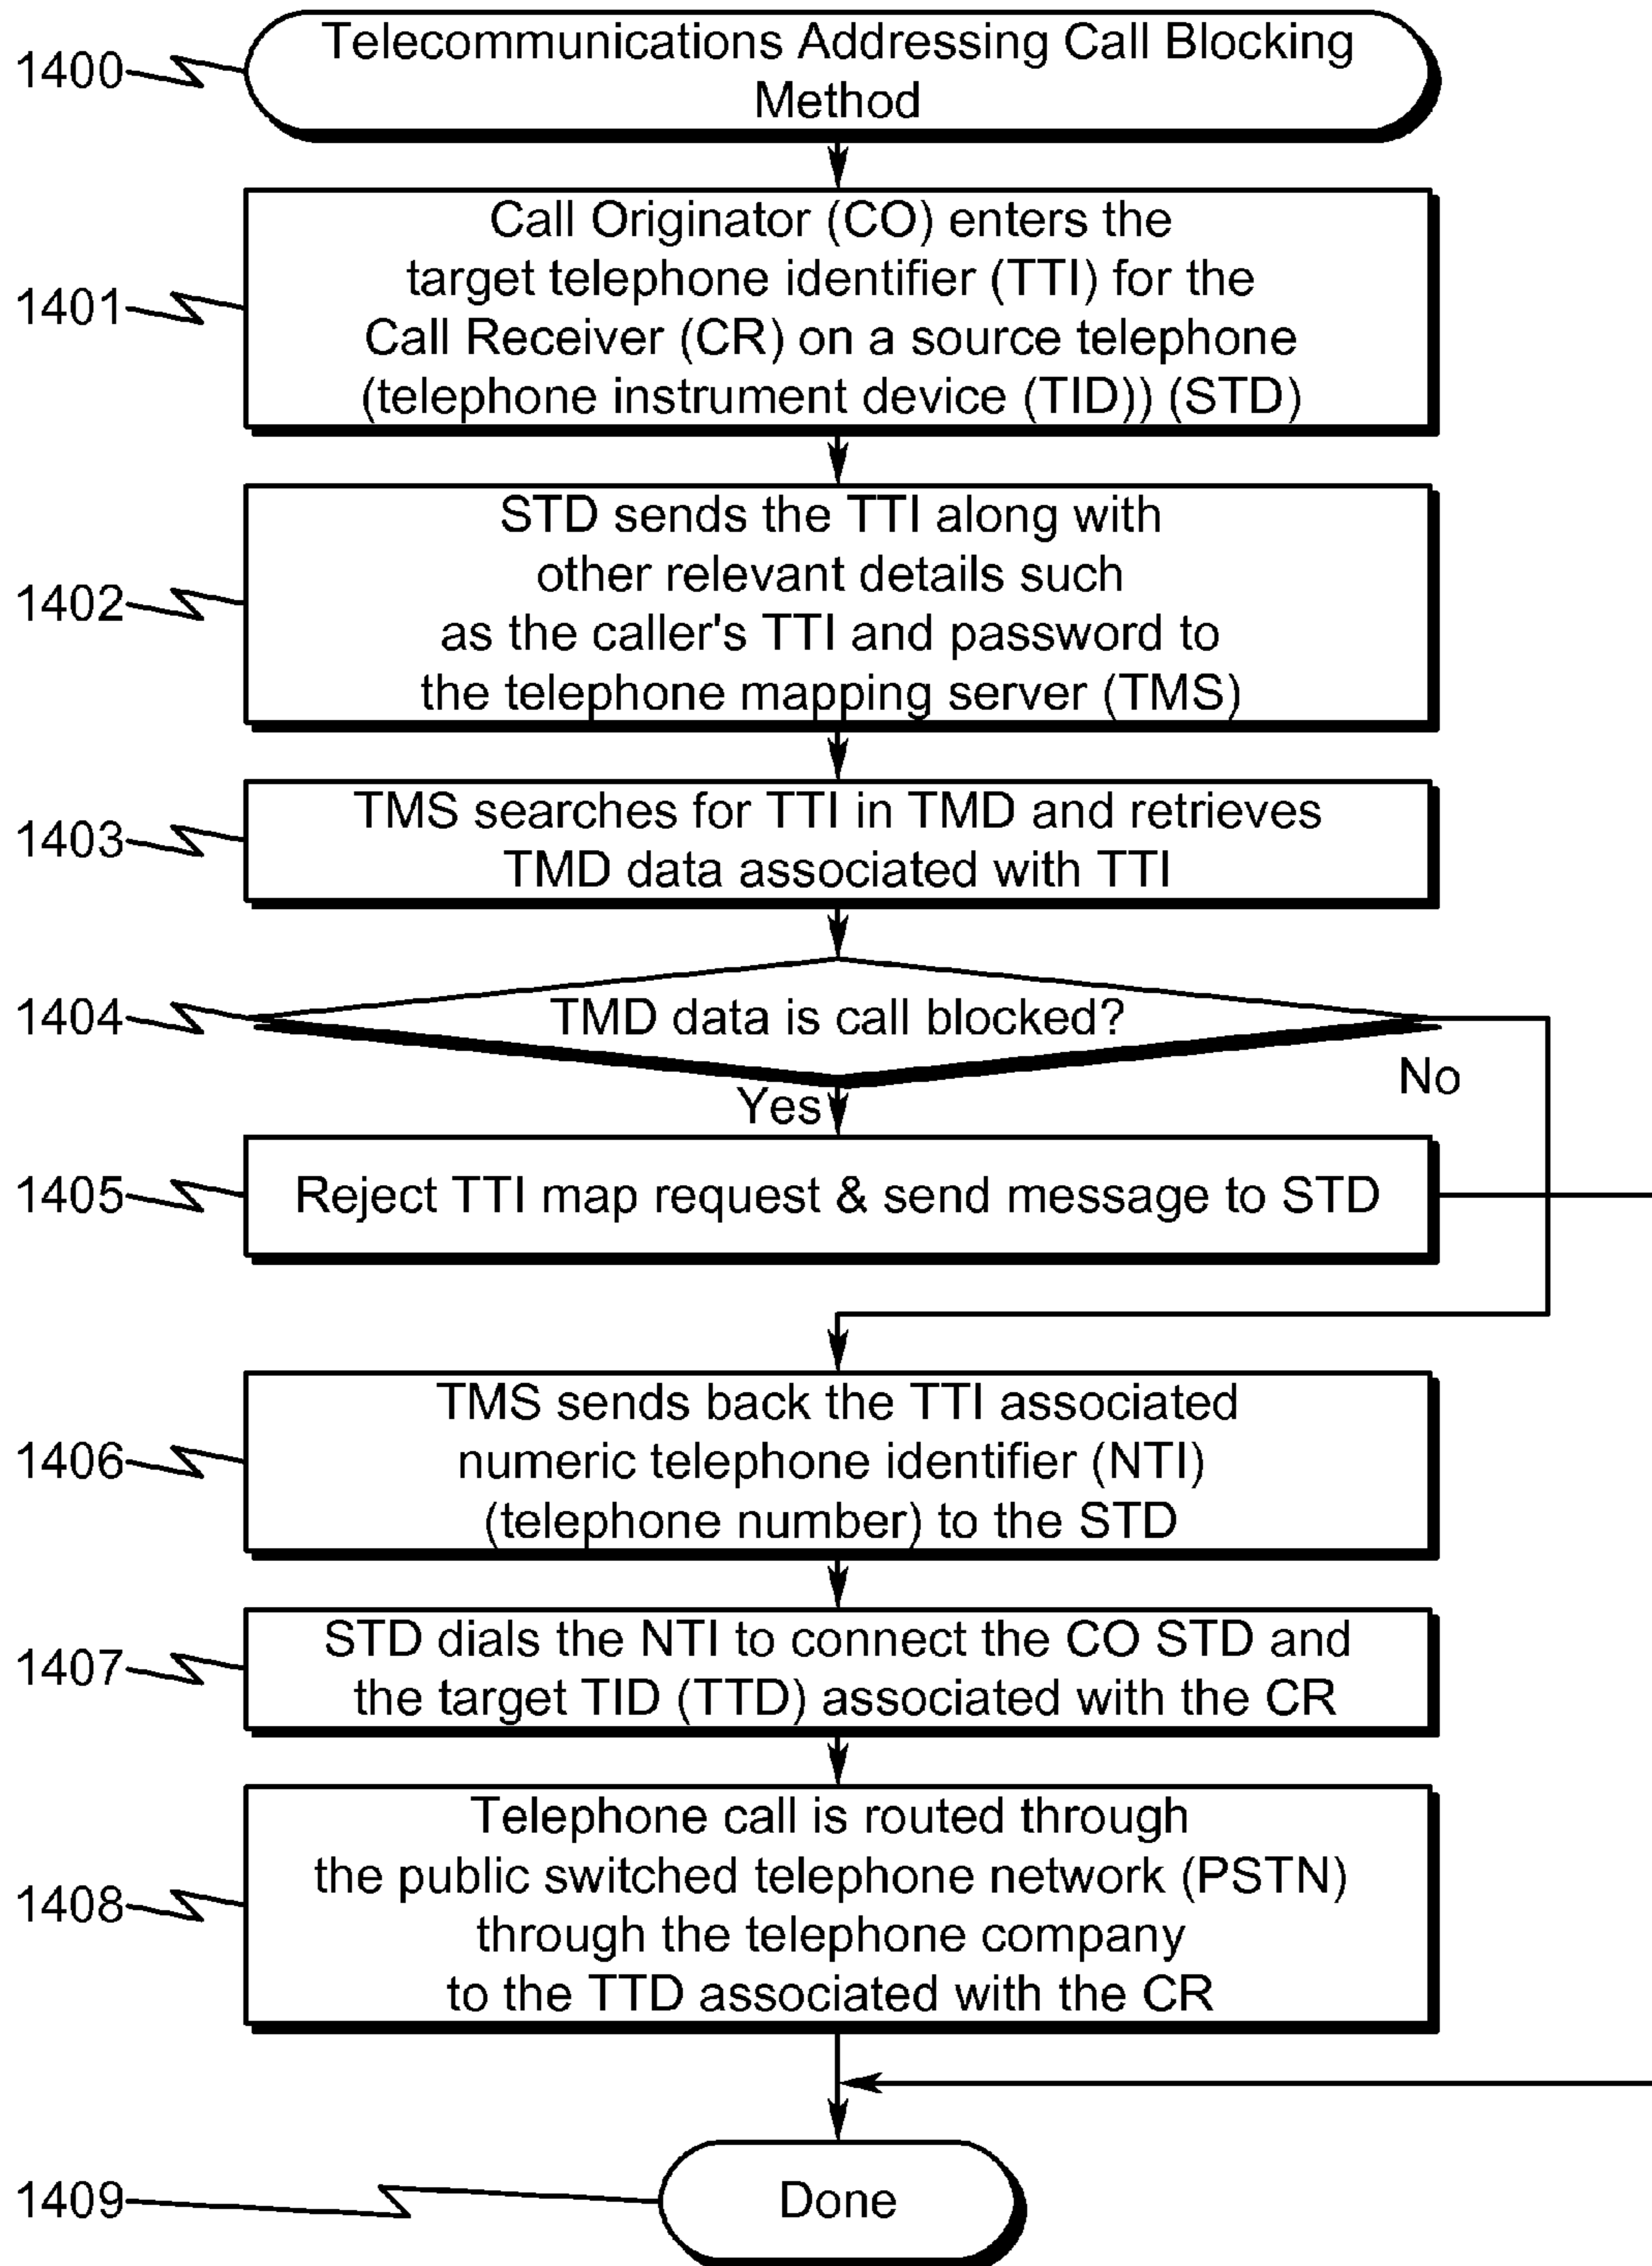 1400
Telecommunications Addressing Call Blocking
Method
1401
Call Originator (CO) enters the
target telephone identifier (TTI) for the
Call Receiver (CR) on a source telephone
(telephone instrument device (TID)) (STD)
1402
STD sends the TTI along with
other relevant details such
as the caller's TTI and password to
the telephone mapping server (TMS)
1403
TMS searches for TTI in TMD and retrieves
TMD data associated with TTI
1404
TMD data is call blocked?
No
Yes
1405
Reject TTI map request & send message to STD
1406
TMS sends back the TTI associated
numeric telephone identifier (NTI)
(telephone number) to the STD
1407
STD dials the NTI to connect the CO STD and
the target TID (TTD) associated with the CR
1408
Telephone call is routed through
the public switched telephone network (PSTN)
through the telephone company
to the TTD associated with the CR
1409
Done